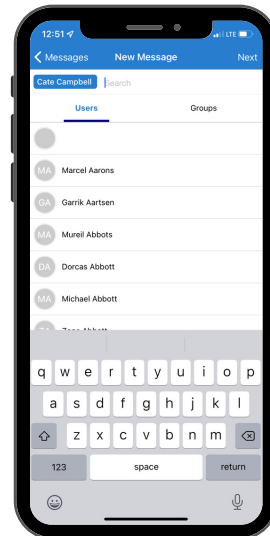 12:51 LTE
Messages New Message Next
Cate Campbell Search
Users Groups
MA Marcel Aarons
GA Garrik Aartsen
MA Mureil Abbots
DA Dorcas Abbott
MA Michael Abbott
q w e r t y u i o p
a s d f g h j k l
z x c v b n m
123 space return